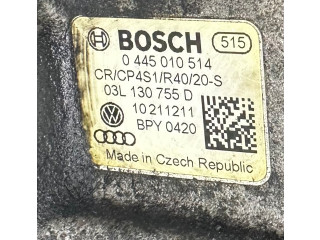 BOSCH 515
0 445 010 514
CR/CP4S1/R40/20-S
03L 130 755 D
10211211
BPY 0420
Made in Czech Republic